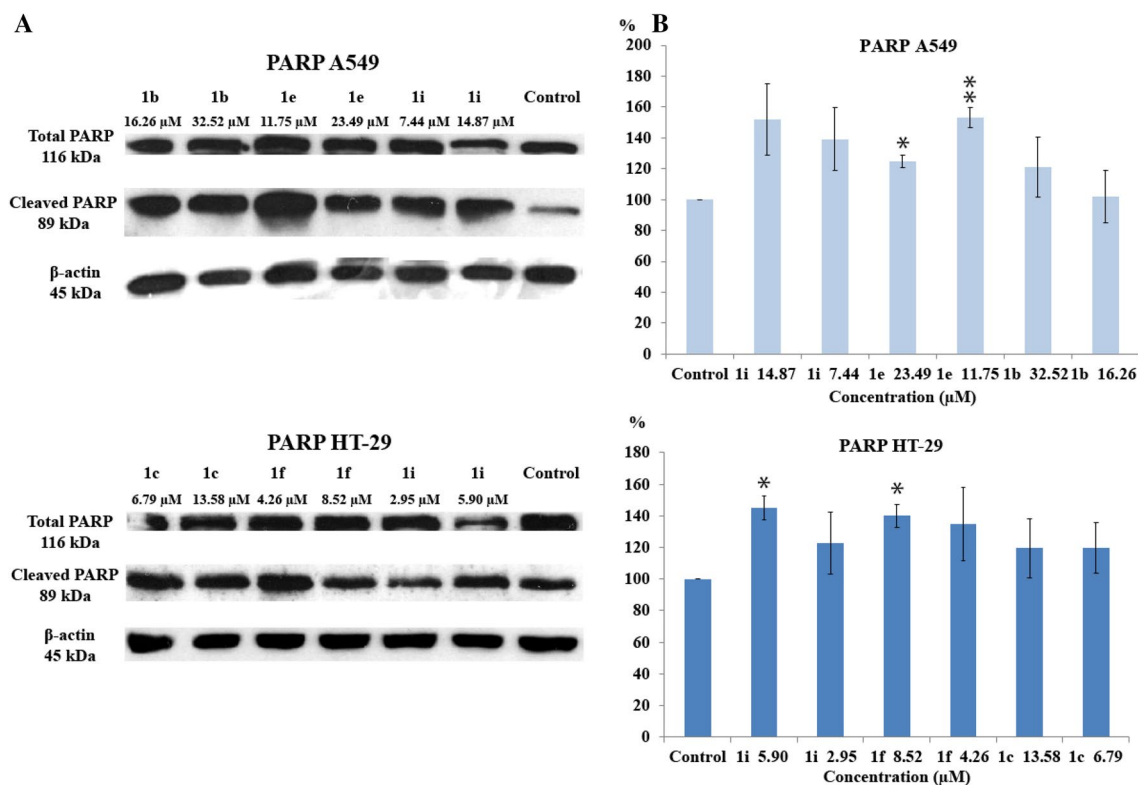 A
PARP A549
1b 1b 1e 1e 1i 1i Control
16.26 µM 32.52 µM 11.75 µM 23.49 µM 7.44 µM 14.87 µM
Total PARP
116 kDa
Cleaved PARP
89 kDa
β-actin
45 kDa
PARP HT-29
1c 1c 1f 1f 1i 1i Control
6.79 µM 13.58 µM 4.26 µM 8.52 µM 2.95 µM 5.90 µM
Total PARP
116 kDa
Cleaved PARP
89 kDa
β-actin
45 kDa
B
%
PARP A549
200
180
160
140
120
100
80
60
40
20
0
*
**
Control 1i 14.87 1i 7.44 1e 23.49 1e 11.75 1b 32.52 1b 16.26
Concentration (µM)
%
PARP HT-29
180
160
140
120
100
80
60
40
20
0
* *
Control 1i 5.90 1i 2.95 1f 8.52 1f 4.26 1c 13.58 1c 6.79
Concentration (µM)